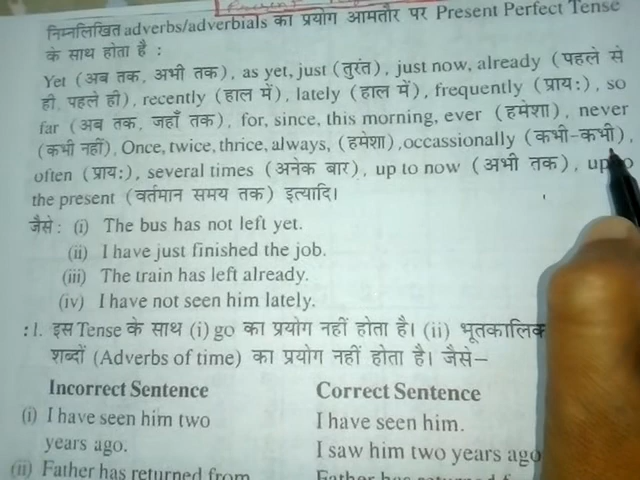 निम्नलिखित adverbs/adverbials का प्रयोग आमतौर पर Present Perfect Tense
के साथ होता है :
Yet (अब तक, अभी तक), as yet, just (तुरंत), just now, already (पहले से
ही, पहले ही), recently (हाल में), lately (हाल में), frequently (प्रायः), so
far (अब तक, जहाँ तक), for, since, this morning, ever (हमेशा), never
(कभी नहीं), Once, twice, thrice, always, (हमेशा) ,occassionally (कभी-कभी),
often (प्रायः), several times (अनेक बार), up to now (अभी तक), up
the present (वर्तमान समय तक) इत्यादि।
जैसे : (i) The bus has not left yet.
(ii) I have just finished the job.
(iii) The train has left already.
(iv) I have not seen him lately.
:1. इस Tense के साथ (i) go का प्रयोग नहीं होता है। (ii) भूतकालिक
शब्दों (Adverbs of time) का प्रयोग नहीं होता है। जैसे—
Incorrect Sentence Correct Sentence
(i) I have seen him two I have seen him.
years ago. I saw him two years ago
(ii) Father has returned from